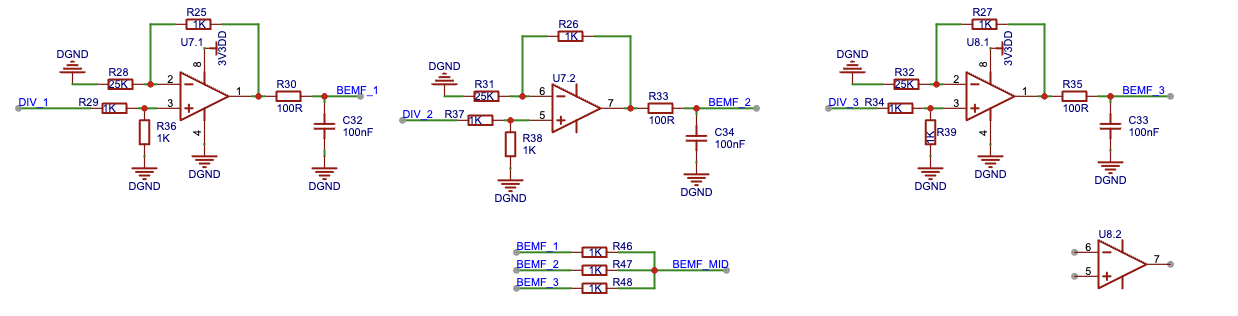 R25
1K
U7.1
3V3DD
DGND
R28
25K
8
2
1
3
4
DIV_1
R29
1K
R36
1K
DGND
DGND
R30
100R
BEMF_1
C32
100nF
DGND
R26
1K
DGND
U7.2
R31
25K
6
7
5
DIV_2
R37
1K
R38
1K
DGND
R33
100R
BEMF_2
C34
100nF
DGND
R27
1K
U8.1
3V3DD
DGND
R32
25K
8
2
1
3
4
DIV_3
R34
1K
R39
1K
DGND
DGND
R35
100R
BEMF_3
C33
100nF
DGND
BEMF_1
1K
R46
BEMF_2
1K
R47
BEMF_MID
BEMF_3
1K
R48
U8.2
6
7
5